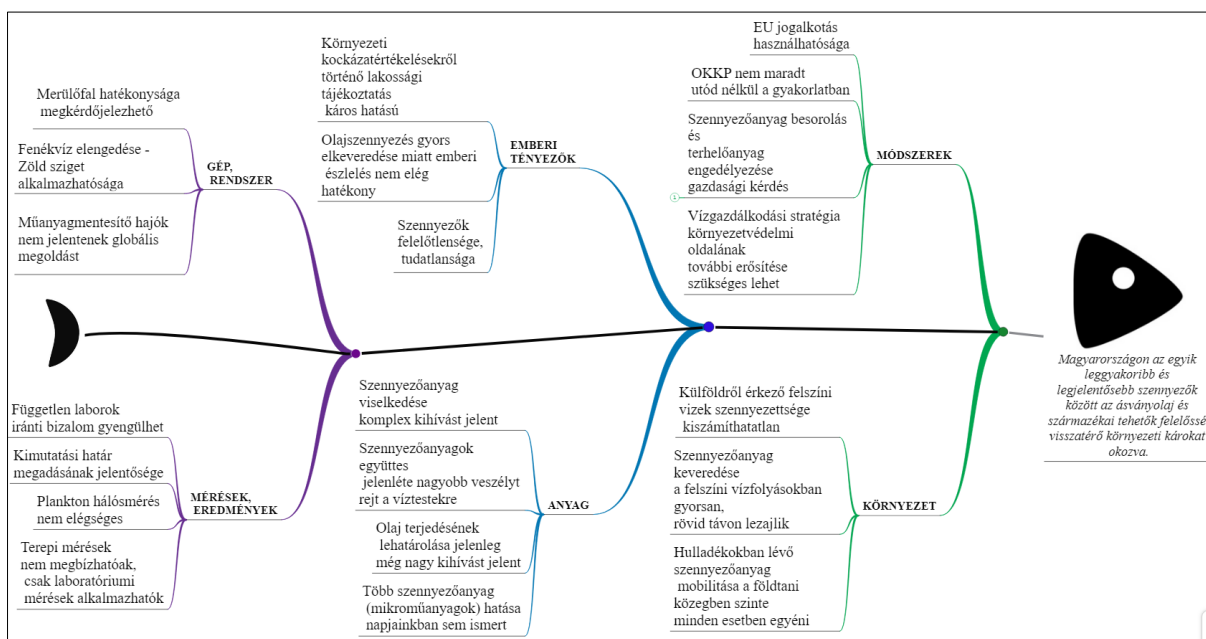 EU jogalkotás
használhatósága
OKKP nem maradt
utód nélkül a gyakorlatban
Szennyezőanyag besorolás
és
terhelőanyag
engedélyezése
gazdasági kérdés
1
Vízgazdálkodási stratégia
környezetvédelmi
oldalának
további erősítése
szükséges lehet
MÓDSZEREK
Környezeti
kockázatértékelésekről
történő lakossági
tájékoztatás
káros hatású
Olajszennyezés gyors
elkeveredése miatt emberi
észlelés nem elég
hatékony
Szennyezők
felelőtlensége,
tudatlansága
EMBERI
TÉNYEZŐK
Merülőfal hatékonysága
megkérdőjelezhető
Fenékvíz elengedése -
Zöld sziget
alkalmazhatósága
Műanyagmentesítő hajók
nem jelentenek globális
megoldást
GÉP,
RENDSZER
Magyarországon az egyik
leggyakoribb és
legjelentősebb szennyezők
között az ásványolaj és
származékai tehetők felelőssé
visszatérő környezeti károkat
okozva.
Független laborok
iránti bizalom gyengülhet
Kimutatási határ
megadásának jelentősége
Plankton hálósmérés
nem elégséges
Terepi mérések
nem megbízhatóak,
csak laboratóriumi
mérések alkalmazhatók
MÉRÉSEK,
EREDMÉNYEK
Szennyezőanyag
viselkedése
komplex kihívást jelent
Szennyezőanyagok
együttes
jelenléte nagyobb veszélyt
rejt a víztestekre
Olaj terjedésének
lehatárolása jelenleg
még nagy kihívást jelent
Több szennyezőanyag
(mikroműanyagok) hatása
napjainkban sem ismert
ANYAG
Külföldről érkező felszíni
vizek szennyezettsége
kiszámíthatatlan
Szennyezőanyag
keveredése
a felszíni vízfolyásokban
gyorsan,
rövid távon lezajlik
Hulladékokban lévő
szennyezőanyag
mobilitása a földtani
közegben szinte
minden esetben egyéni
KÖRNYEZET